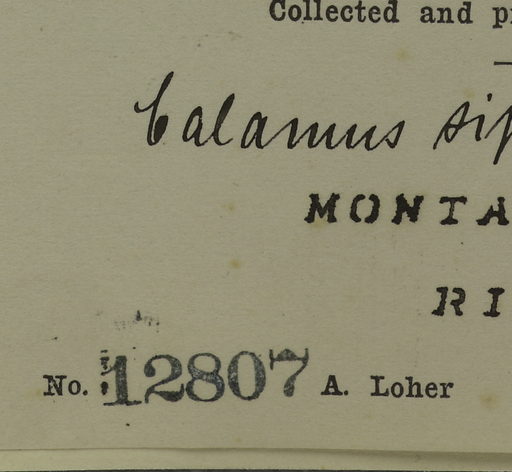 Collected and p
Calamus si
MONTA
RI
No. 12807 A. Loher